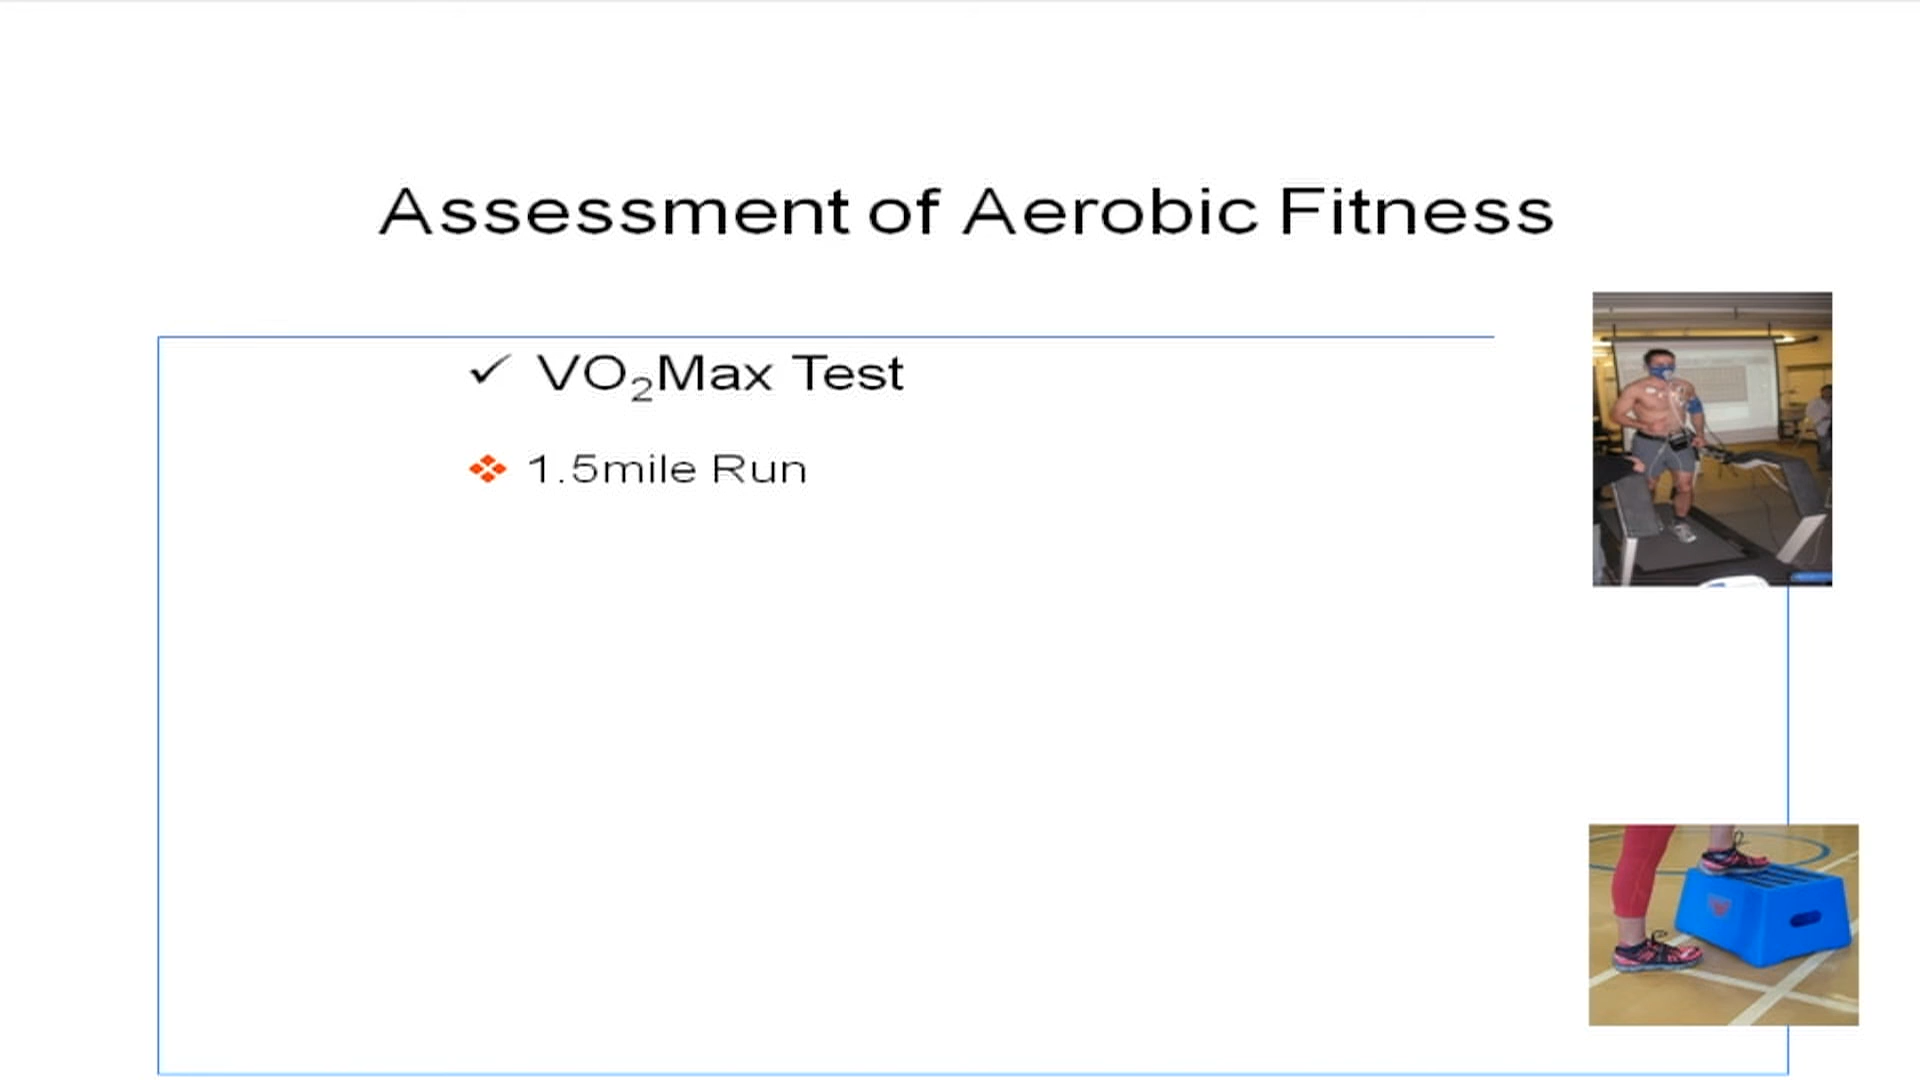 Assessment of Aerobic Fitness
✓ VO₂Max Test
❖ 1.5mile Run